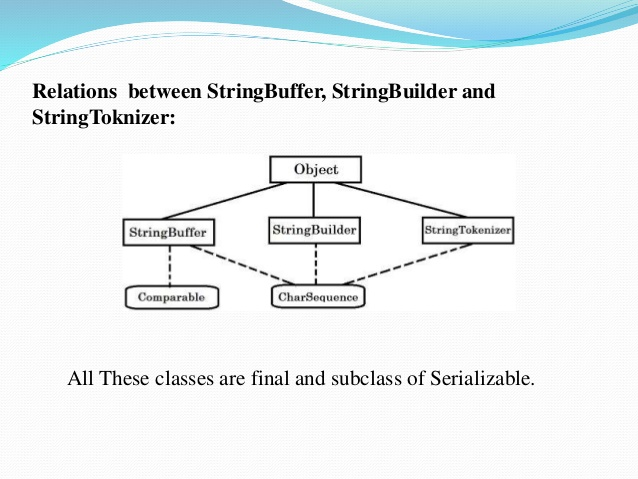 Relations between StringBuffer, StringBuilder and
StringToknizer:
Object
StringBuffer
StringBuilder
StringTokenizer
Comparable
CharSequence
All These classes are final and subclass of Serializable.